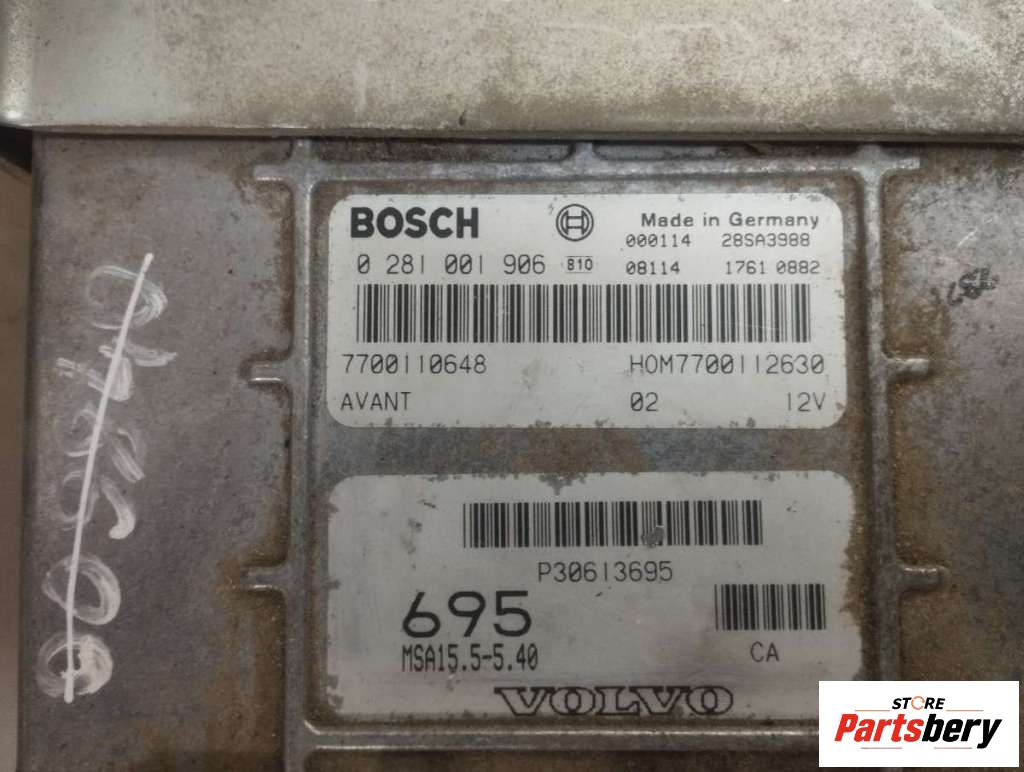 BOSCH Made in Germany
000114 28SA3988
0 281 001 906 810 08114 1761 0882
7700110648 HOM7700112630
AVANT 02 12V
P30613695
695
MSA15.5-5.40 CA
VOLVO
STORE
Partsbery